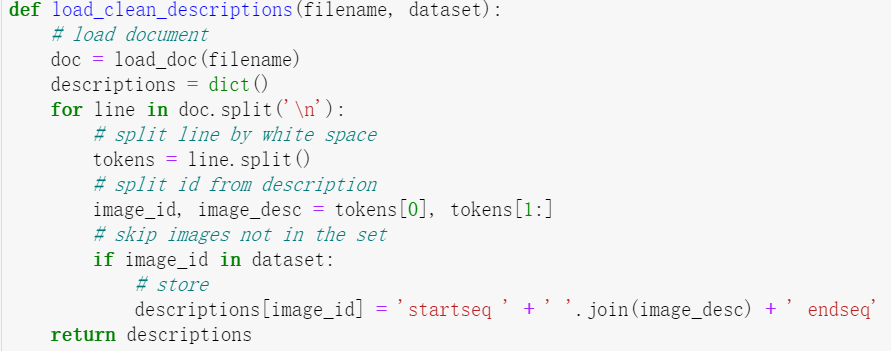 def load_clean_descriptions(filename, dataset):
    # load document
    doc = load_doc(filename)
    descriptions = dict()
    for line in doc.split('\n'):
        # split line by white space
        tokens = line.split()
        # split id from description
        image_id, image_desc = tokens[0], tokens[1:]
        # skip images not in the set
        if image_id in dataset:
            # store
            descriptions[image_id] = 'startseq ' + ' '.join(image_desc) + ' endseq'
    return descriptions